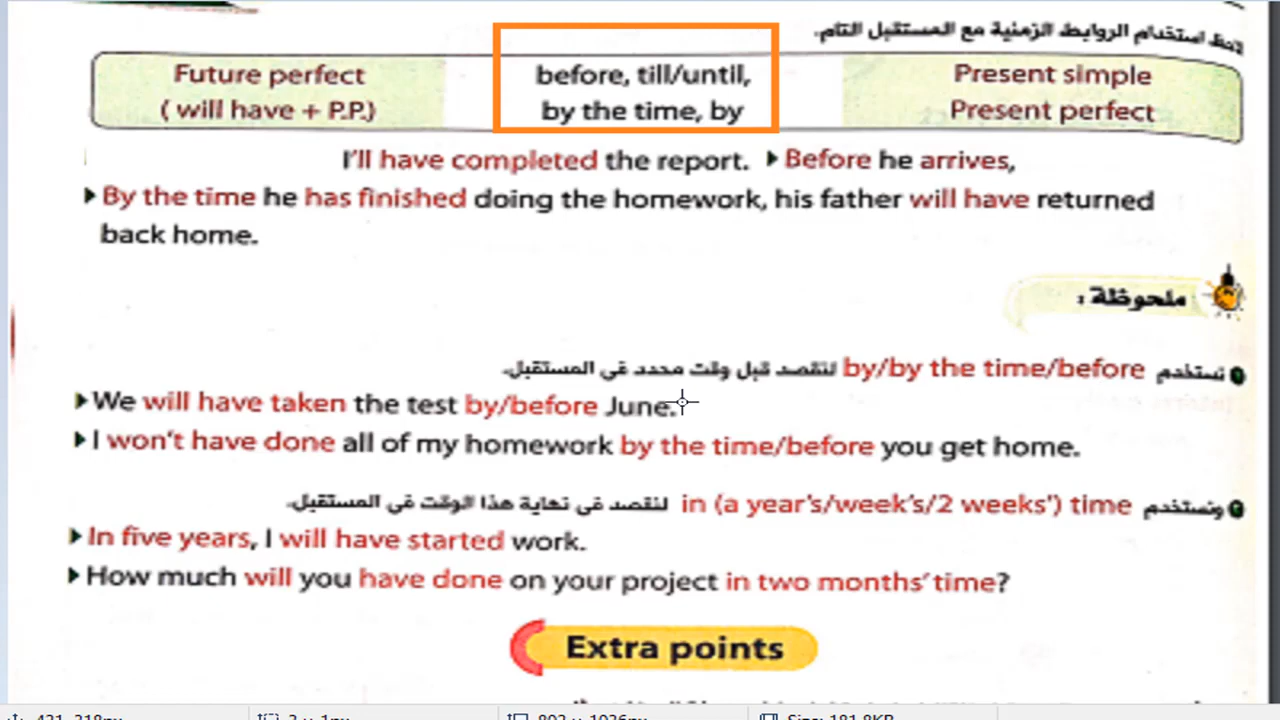 لاحظ استخدام الروابط الزمنية مع المستقبل التام.
Future perfect
( will have + P.P.)
before, till/until,
by the time, by
Present simple
Present perfect
I'll have completed the report. ▶ Before he arrives,
▶ By the time he has finished doing the homework, his father will have returned
back home.
ملحوظة :
● نستخدم by/by the time/before لنقصد قبل وقت محدد في المستقبل.
▶ We will have taken the test by/before June.
▶ I won't have done all of my homework by the time/before you get home.
● ونستخدم in (a year's/week's/2 weeks') time لنقصد في نهاية هذا الوقت في المستقبل.
▶ In five years, I will have started work.
▶ How much will you have done on your project in two months' time?
Extra points